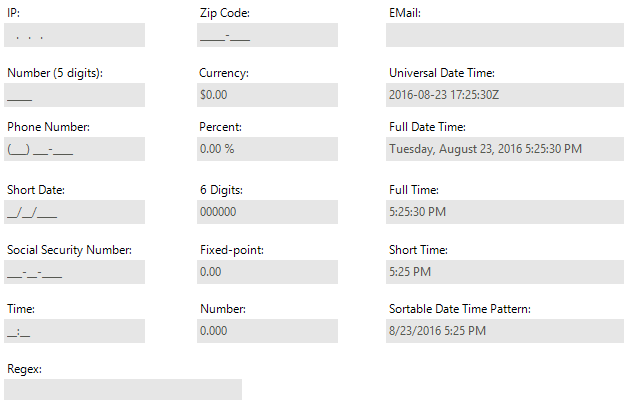 IP: Zip Code: EMail:
. . . _____-____
Number (5 digits): Currency: Universal Date Time:
_____ $0.00 2016-08-23 17:25:30Z
Phone Number: Percent: Full Date Time:
(___) ___-____ 0.00 % Tuesday, August 23, 2016 5:25:30 PM
Short Date: 6 Digits: Full Time:
__/__/____ 000000 5:25:30 PM
Social Security Number: Fixed-point: Short Time:
___-__-____ 0.00 5:25 PM
Time: Number: Sortable Date Time Pattern:
__:__ 0.000 8/23/2016 5:25 PM
Regex: